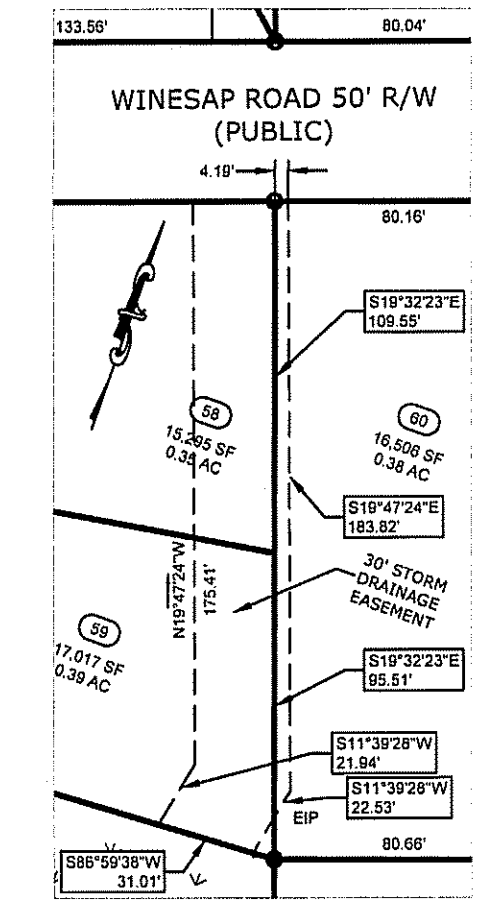 133.56'
80.04'
WINESAP ROAD 50' R/W
(PUBLIC)
4.19'
80.16'
S19°32'23"E
109.55'
58
15,295 SF
0.35 AC
60
16,506 SF
0.38 AC
S19°47'24"E
183.82'
N19°47'24"W
175.41'
30' STORM
DRAINAGE
EASEMENT
59
17,017 SF
0.39 AC
S19°32'23"E
95.51'
S11°39'28"W
21.94'
S11°39'28"W
22.53'
EIP
80.66'
S86°59'38"W
31.01'